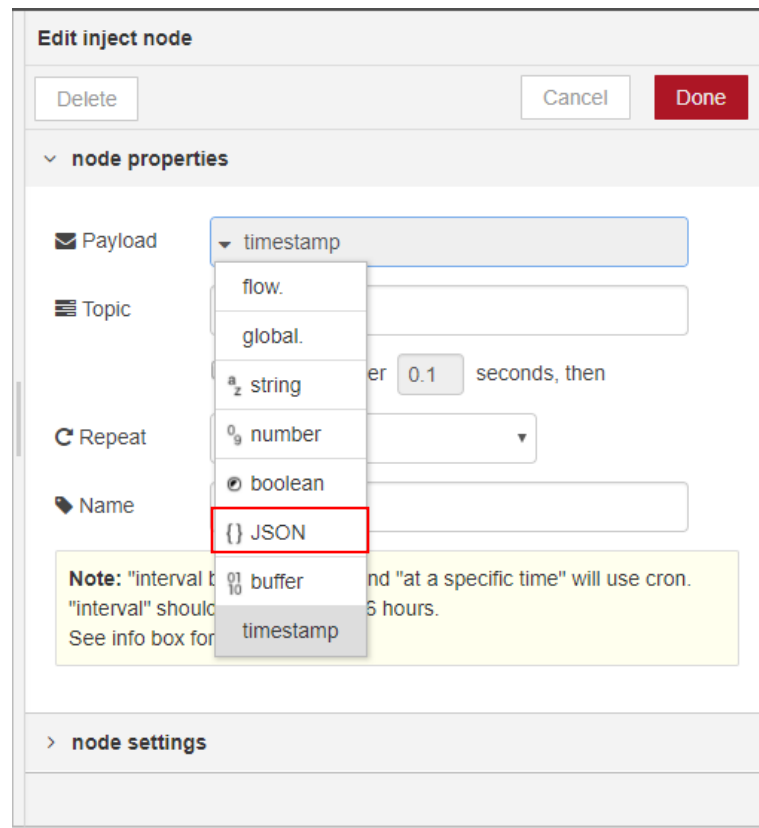 Edit inject node
Delete
Cancel
Done
node properties
Payload
timestamp
flow.
Topic
global.
er 0.1 seconds, then
string
Repeat
number
boolean
Name
{} JSON
Note: "interval b nd "at a specific time" will use cron.
buffer
"interval" shoul 6 hours.
timestamp
See info box for
node settings